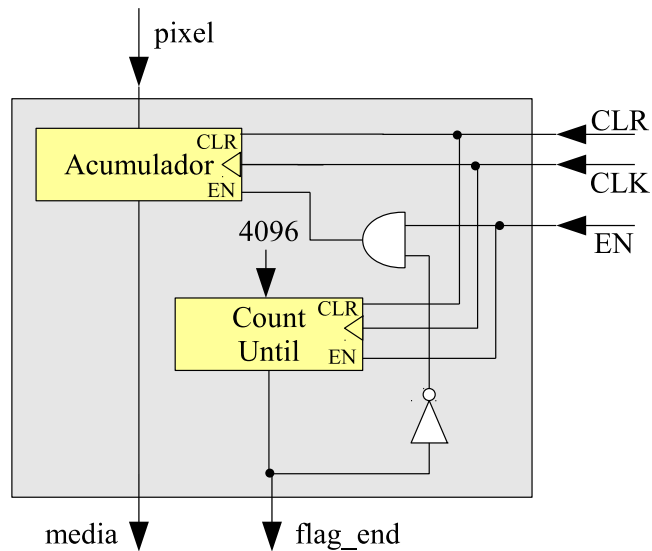 pixel
CLR
CLR
Acumulador
CLK
EN
4096
EN
CLR
Count
Until
EN
media
flag_end